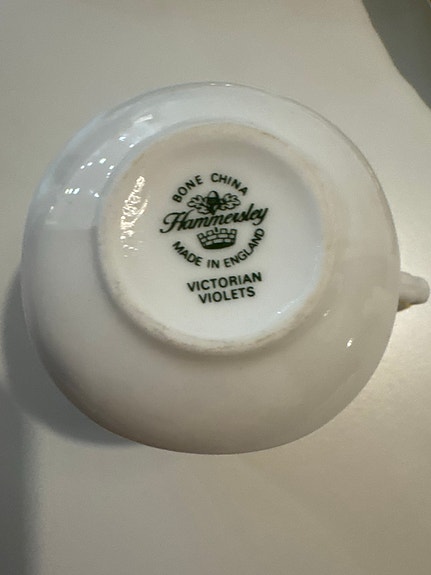 BONE CHINA
Hammersley
MADE IN ENGLAND
VICTORIAN
VIOLETS